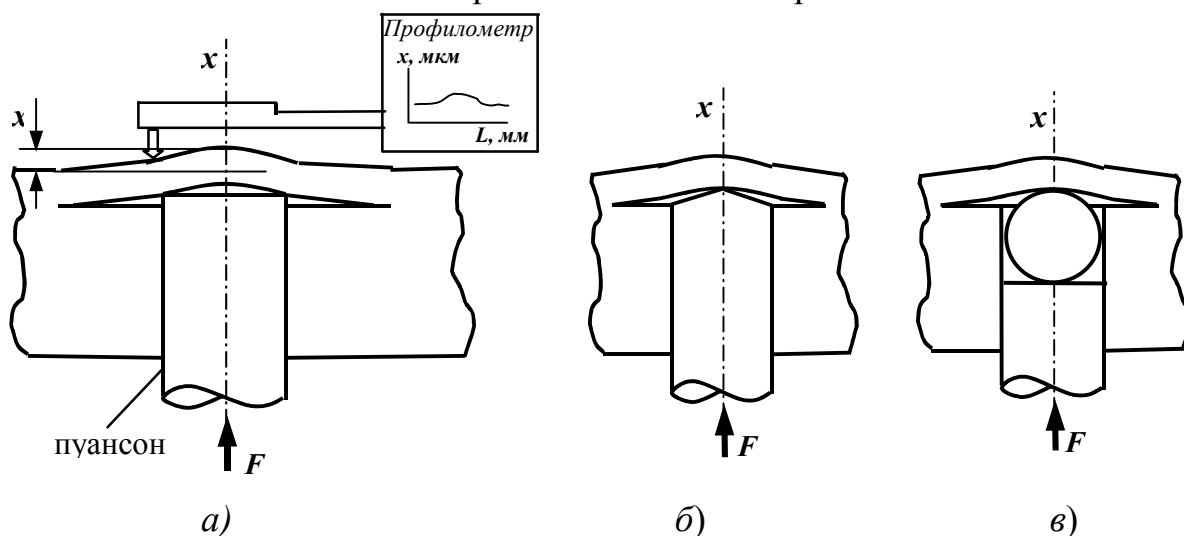 Профилометр
x, мкм
L, мм
x
x
x
x
пуансон
F
F
F
а)
б)
в)